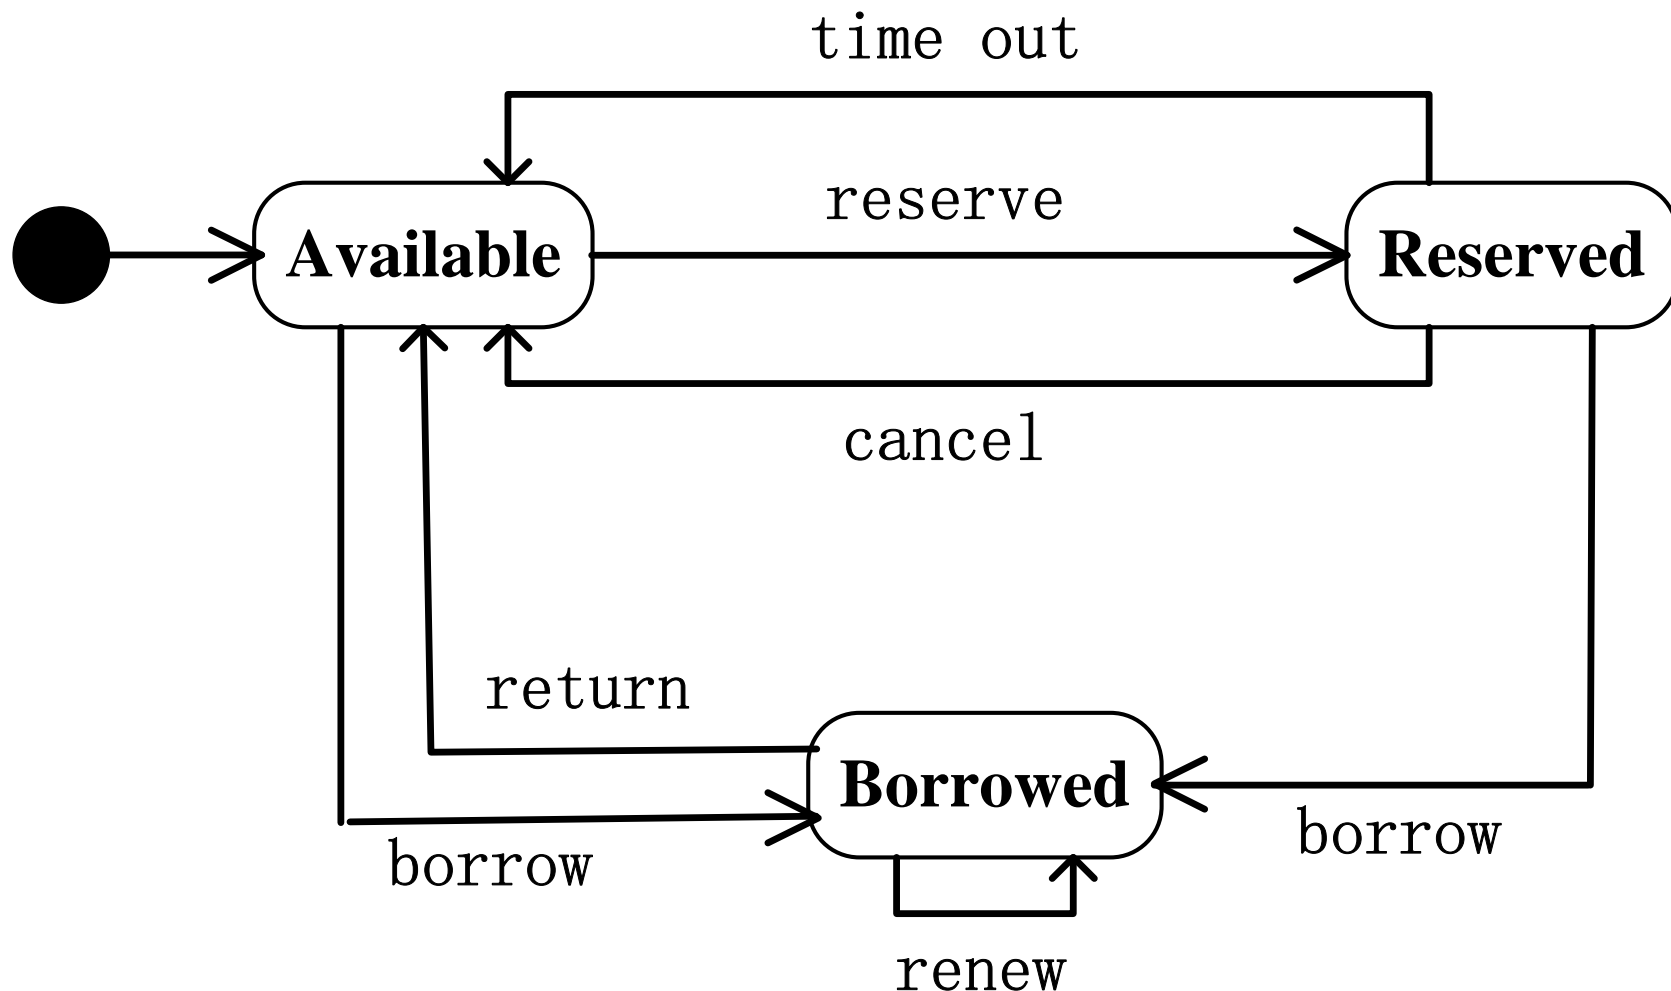 time out
reserve
Available
Reserved
cancel
return
Borrowed
borrow
borrow
renew